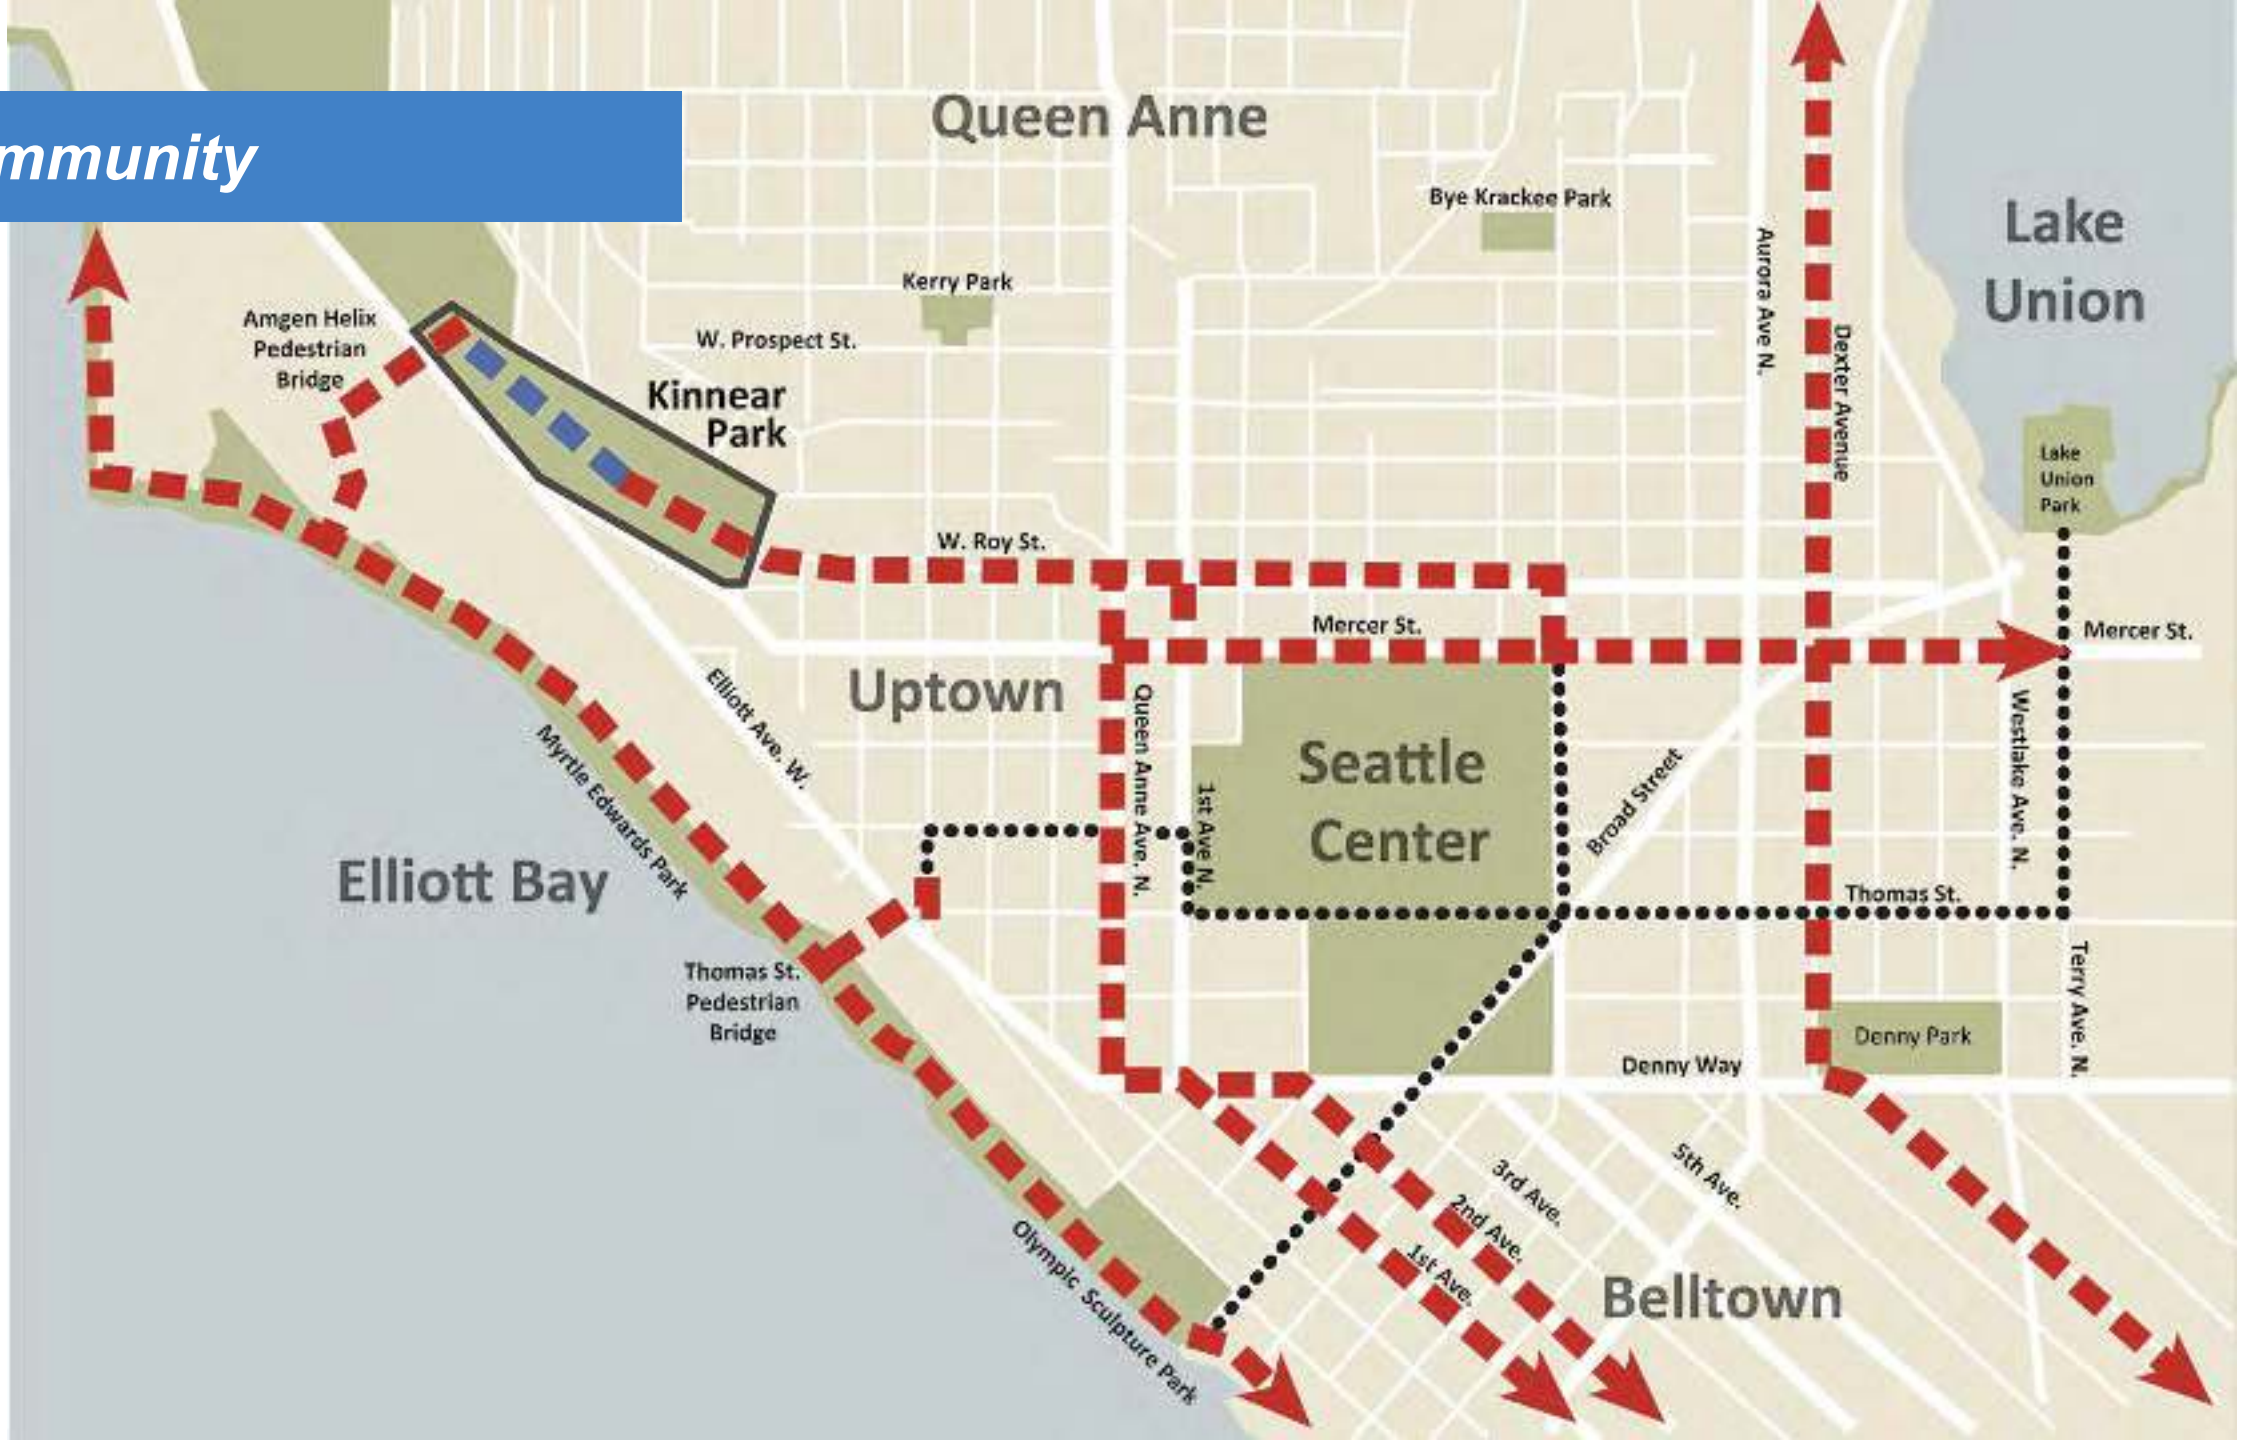 mmunity
Queen Anne
Bye Krackee Park
Lake
Union
Aurora Ave N.
Kerry Park
Amgen Helix
Pedestrian
Bridge
W. Prospect St.
Kinnear
Park
Dexter Avenue
Lake
Union
Park
W. Roy St.
Mercer St.
Mercer St.
Uptown
Elliott Ave. W.
Queen Anne Ave. N.
Westlake Ave. N.
Seattle
Center
Myrtle Edwards Park
1st Ave N.
Broad Street
Elliott Bay
Thomas St.
Thomas St.
Pedestrian
Bridge
Terry Ave. N.
Denny Park
Denny Way
3rd Ave.
5th Ave.
2nd Ave.
1st Ave.
Olympic Sculpture Park
Belltown